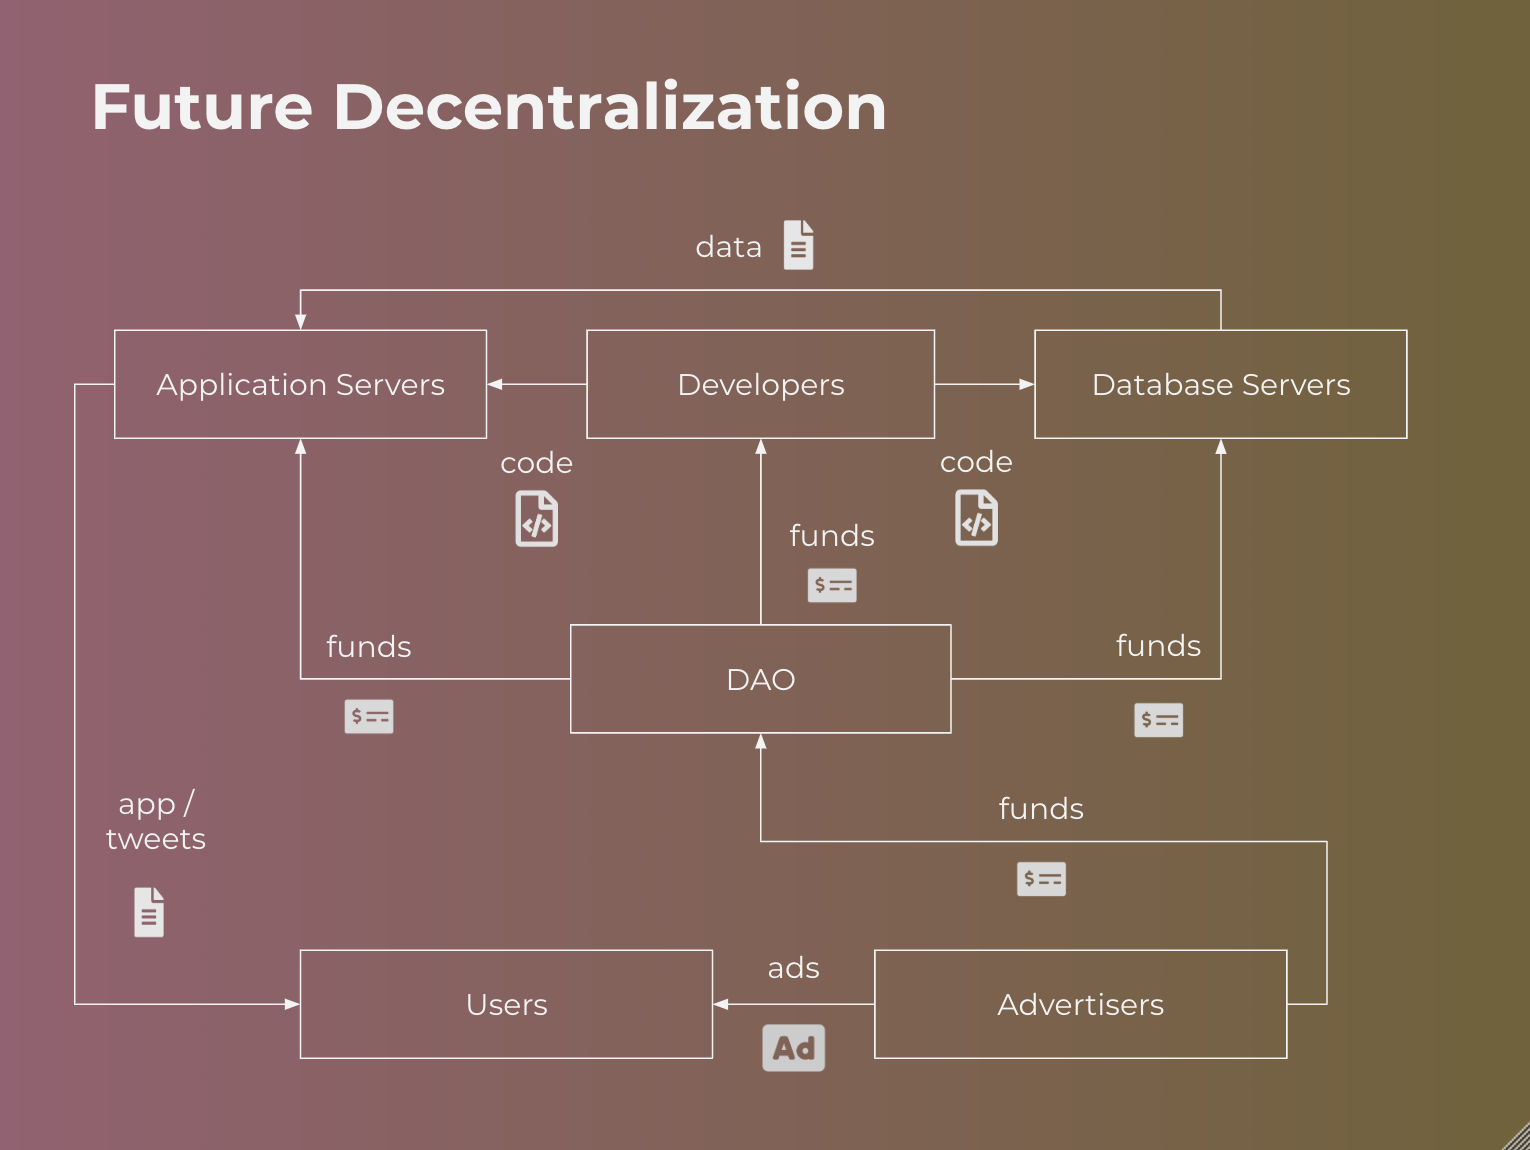 Future Decentralization
data
Application Servers
Developers
Database Servers
code
code
funds
$
funds
funds
DAO
$
$
app /
tweets
funds
$
ads
Users
Advertisers
Ad